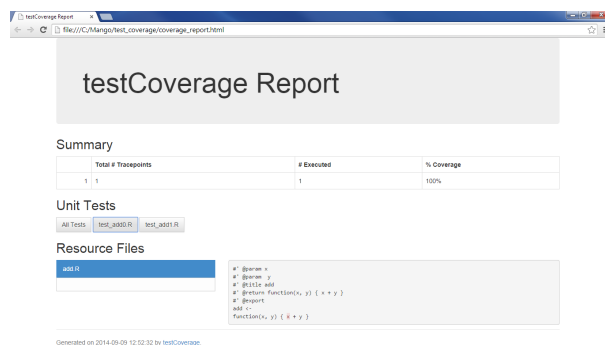 testCoverage Report
file:///C:/Mango/test_coverage/coverage_report.html
testCoverage Report
Summary
Total # Tracepoints # Executed % Coverage
1 1 1 100%
Unit Tests
All Tests test_add0.R test_add1.R
Resource Files
add.R
#' @param x
#' @param y
#' @title add
#' @return function(x, y) { x + y }
#' @export
add <-
function(x, y) { x + y }
Generated on 2014-09-09 12:52:32 by testCoverage.